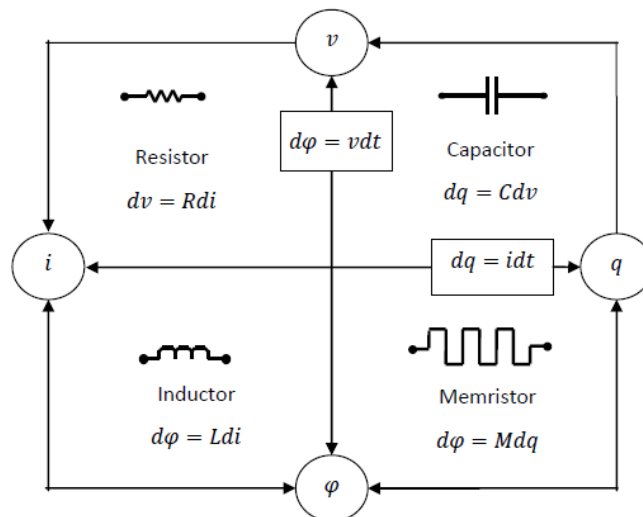 v
dφ = vdt
Resistor
dv = Rdi
Capacitor
dq = Cdv
i
dq = idt
q
Inductor
dφ = Ldi
Memristor
dφ = Mdq
φ